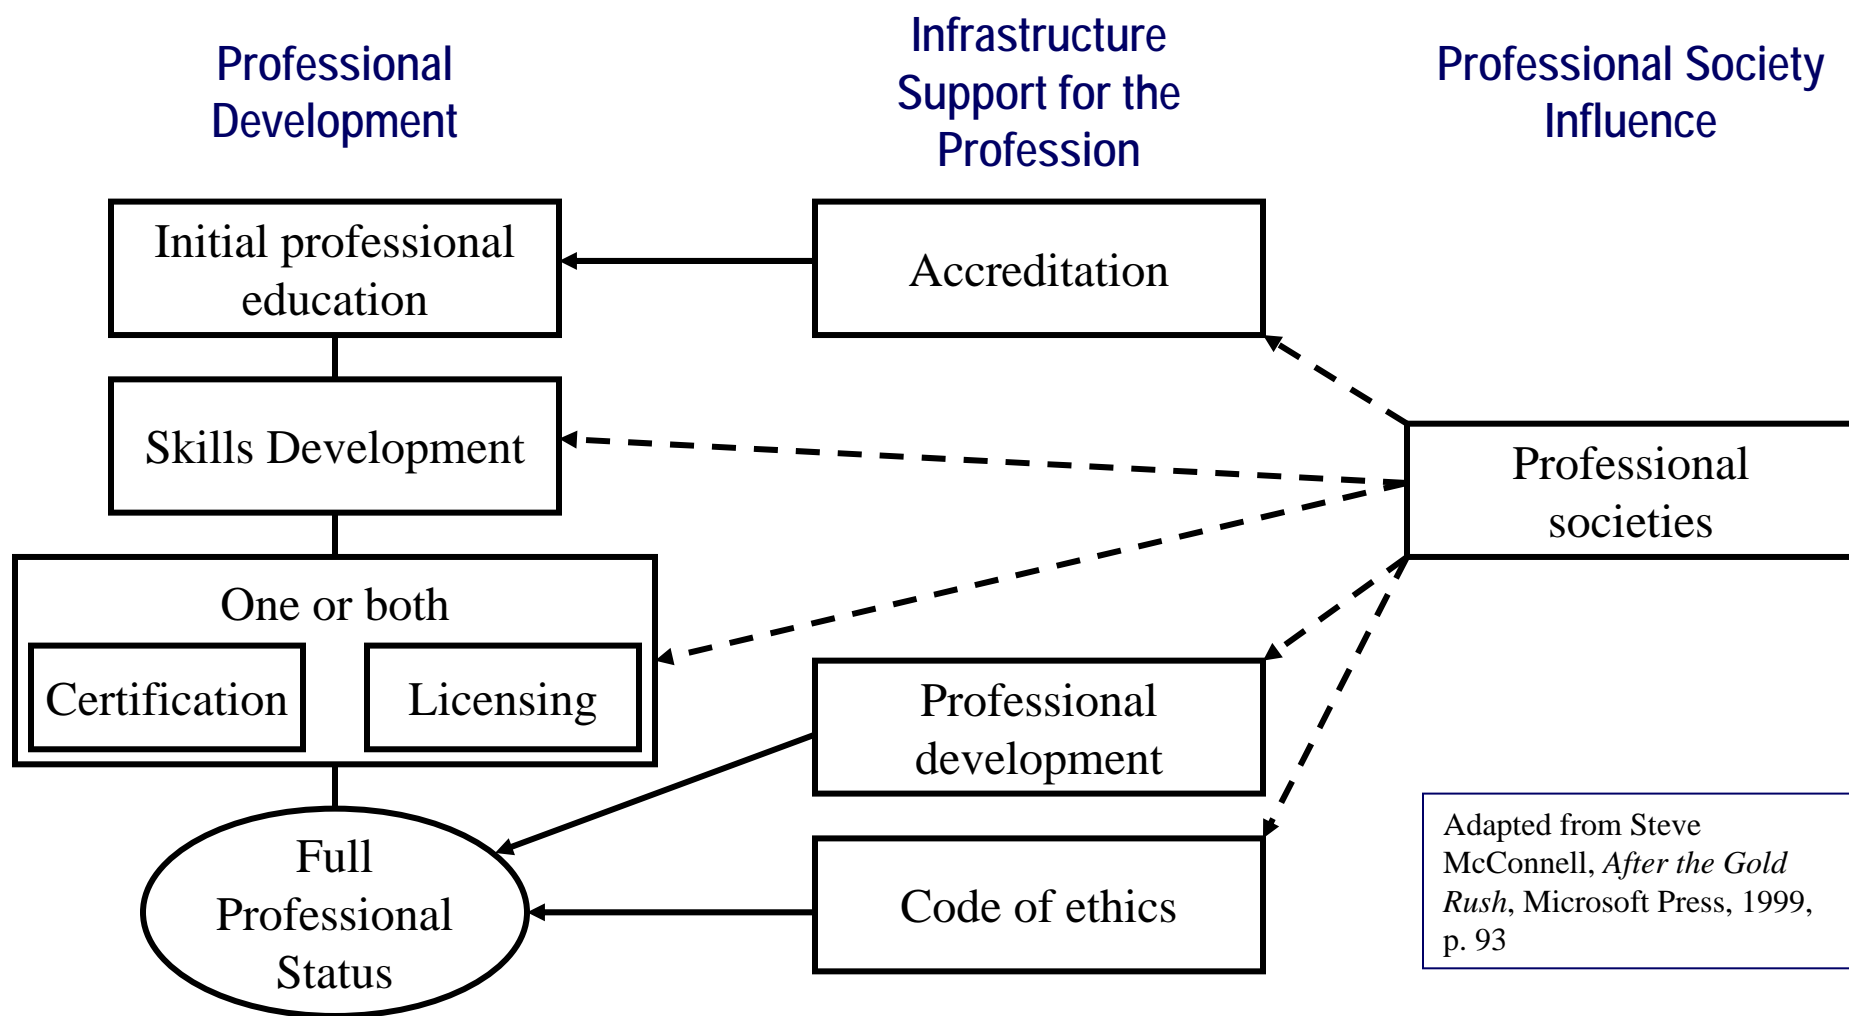 Professional
Development
Infrastructure
Support for the
Profession
Professional Society
Influence
Initial professional
education
Accreditation
Skills Development
Professional
societies
One or both
Certification
Licensing
Professional
development
Full
Professional
Status
Code of ethics
Adapted from Steve
McConnell, After the Gold
Rush, Microsoft Press, 1999,
p. 93